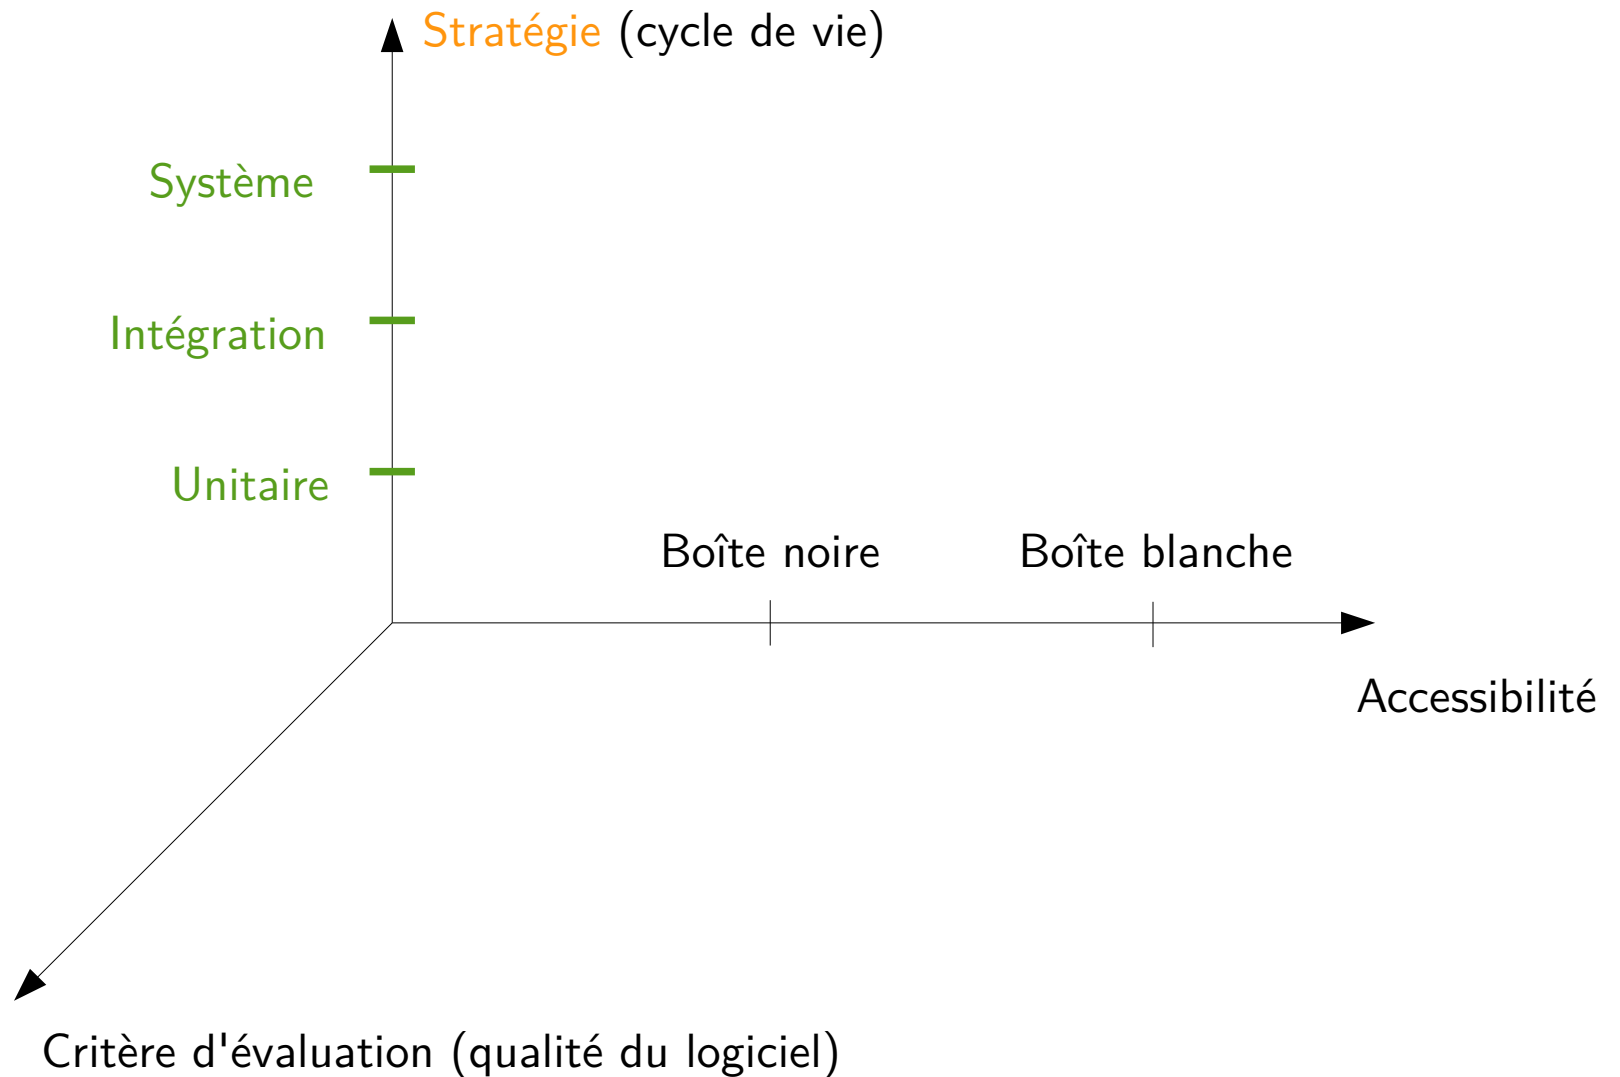 Stratégie (cycle de vie)
Système
Intégration
Unitaire
Boîte noire
Boîte blanche
Accessibilité
Critère d'évaluation (qualité du logiciel)